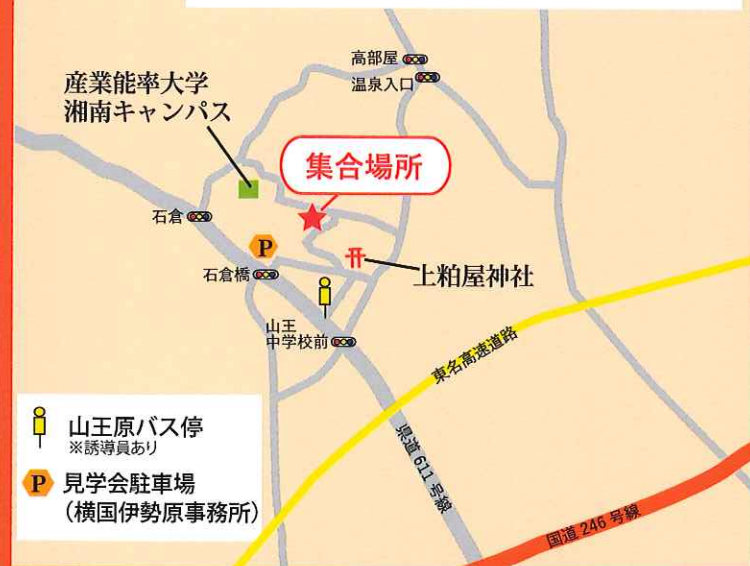 高部屋
温泉入口
産業能率大学
湘南キャンパス
集合場所
石倉
P
石倉橋
上粕屋神社
山王
中学校前
東名高速道路
県道611号線
国道246号線
山王原バス停
※誘導員あり
P 見学会駐車場
(横国伊勢原事務所)